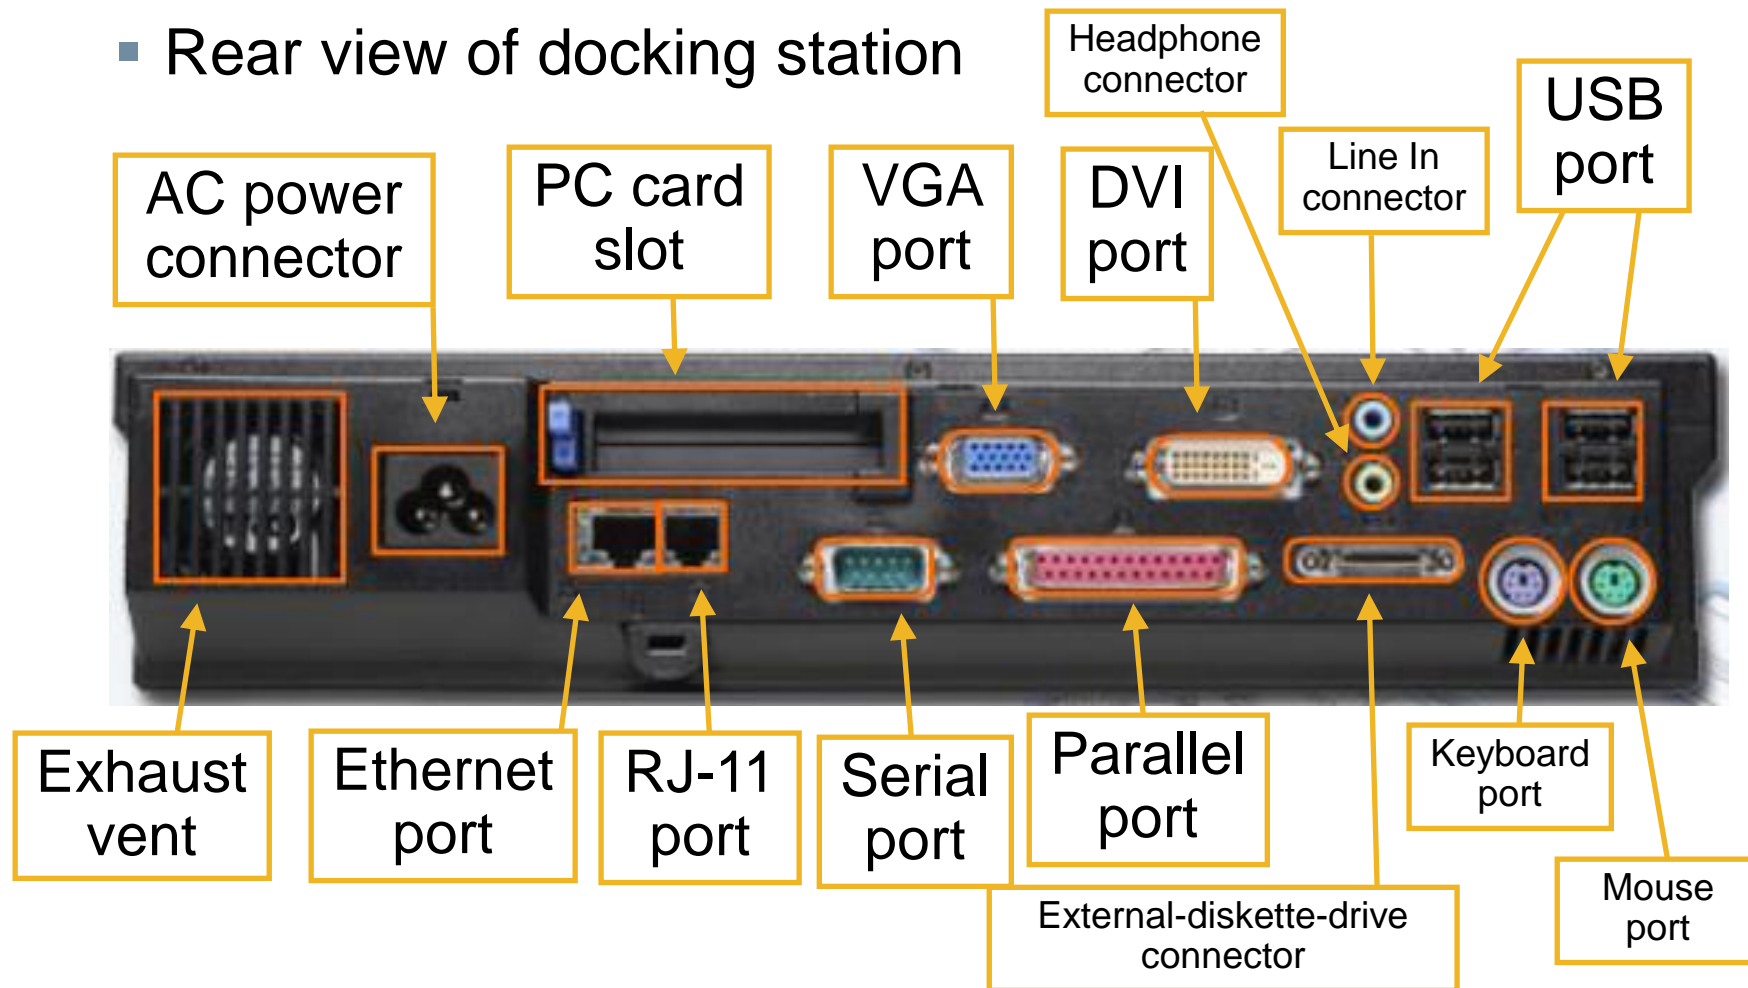 Rear view of docking station
Headphone
connector
USB
port
Line In
connector
AC power
connector
PC card
slot
VGA
port
DVI
port
Exhaust
vent
Ethernet
port
RJ-11
port
Serial
port
Parallel
port
Keyboard
port
Mouse
port
External-diskette-drive
connector